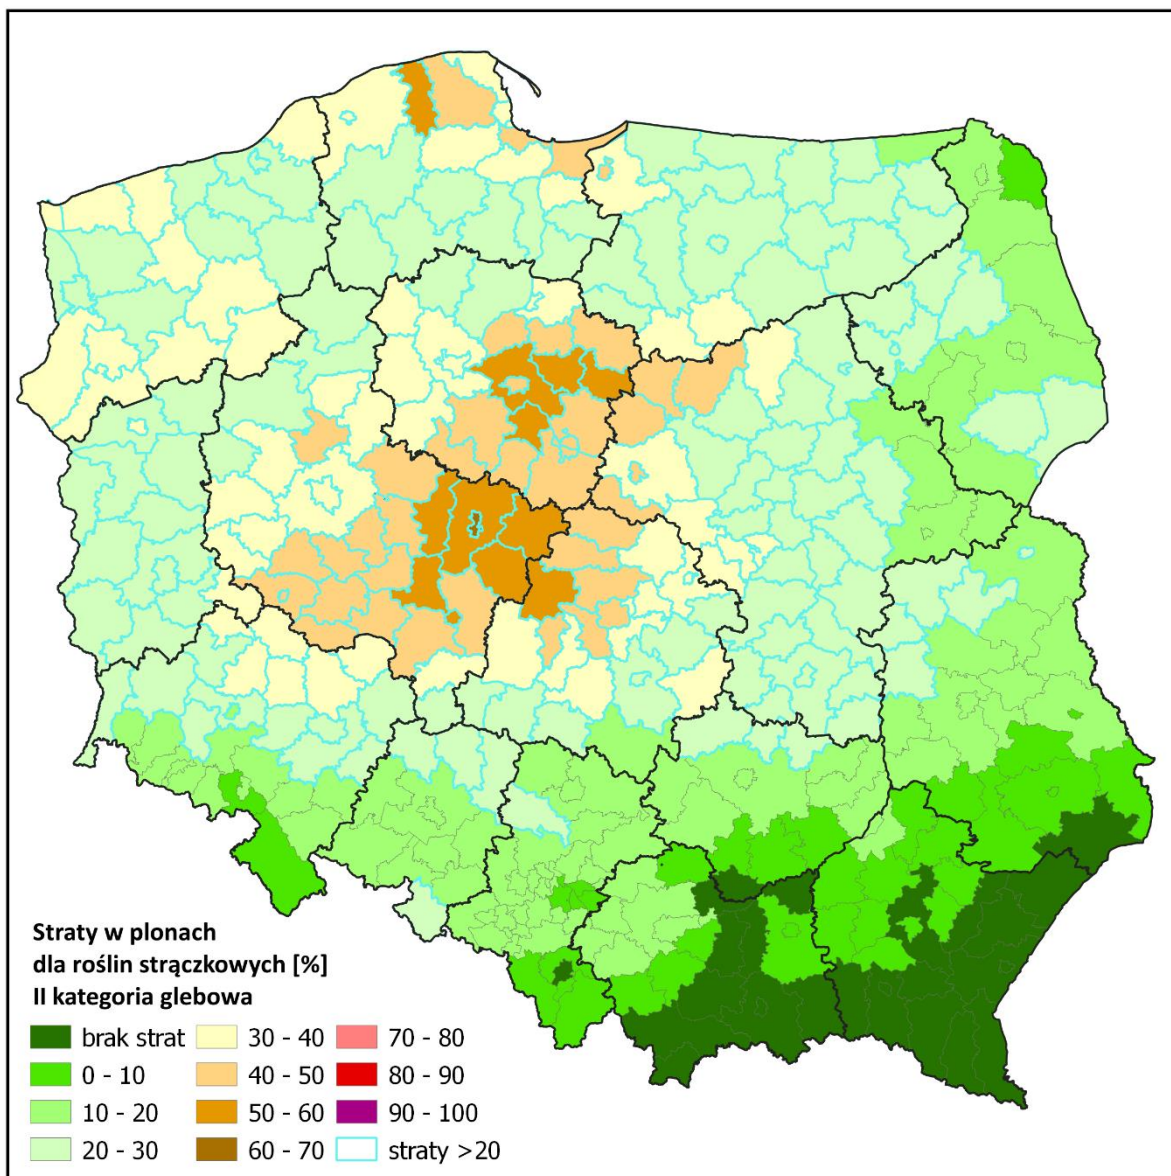 Straty w plonach
dla roślin strączkowych [%]
II kategoria glebowa
brak strat
0 - 10
10 - 20
20 - 30
30 - 40
40 - 50
50 - 60
60 - 70
70 - 80
80 - 90
90 - 100
straty >20